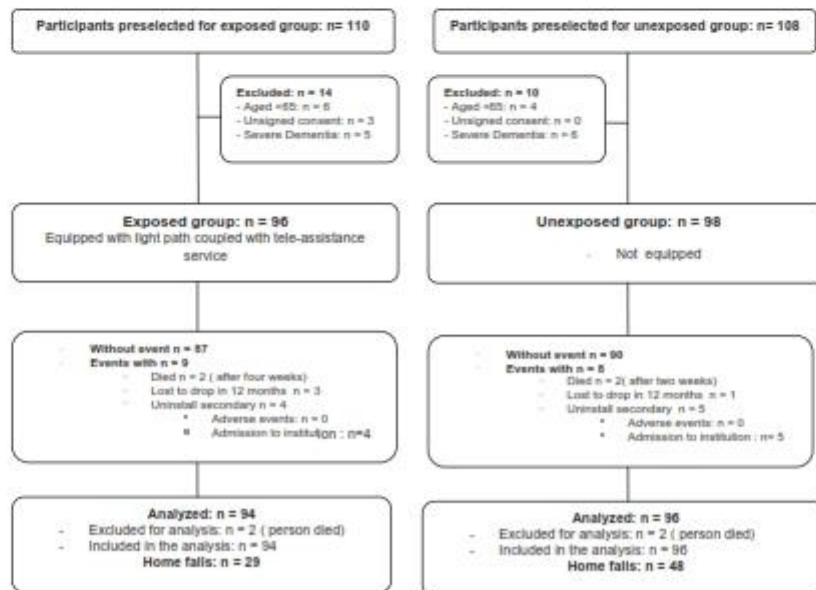 Participants preselected for exposed group: n= 110
Excluded: n = 14
- Aged <65: n = 6
- Unsigned consent: n = 3
- Severe Dementia: n = 5
Exposed group: n = 96
Equipped with light path coupled with tele-assistance
service
- Without event n = 87
- Events with n = 9
- Died n = 2 ( after four weeks)
- Lost to drop in 12 months n = 3
- Uninstall secondary n = 4
* Adverse events: n = 0
Admission to institution : n=4
Analyzed: n = 94
- Excluded for analysis: n = 2 ( person died)
- Included in the analysis: n = 94
Home falls: n = 29
Participants preselected for unexposed group: n= 108
Excluded: n = 10
- Aged <65: n = 4
- Unsigned consent: n = 0
- Severe Dementia: n = 6
Unexposed group: n = 98
- Not equipped
- Without event n = 90
- Events with n = 8
- Died n = 2( after two weeks)
- Lost to drop in 12 months n = 1
- Uninstall secondary n = 5
* Adverse events: n = 0
* Admission to institution : n= 5
Analyzed: n = 96
- Excluded for analysis: n = 2 ( person died)
- Included in the analysis: n = 96
Home falls: n = 48